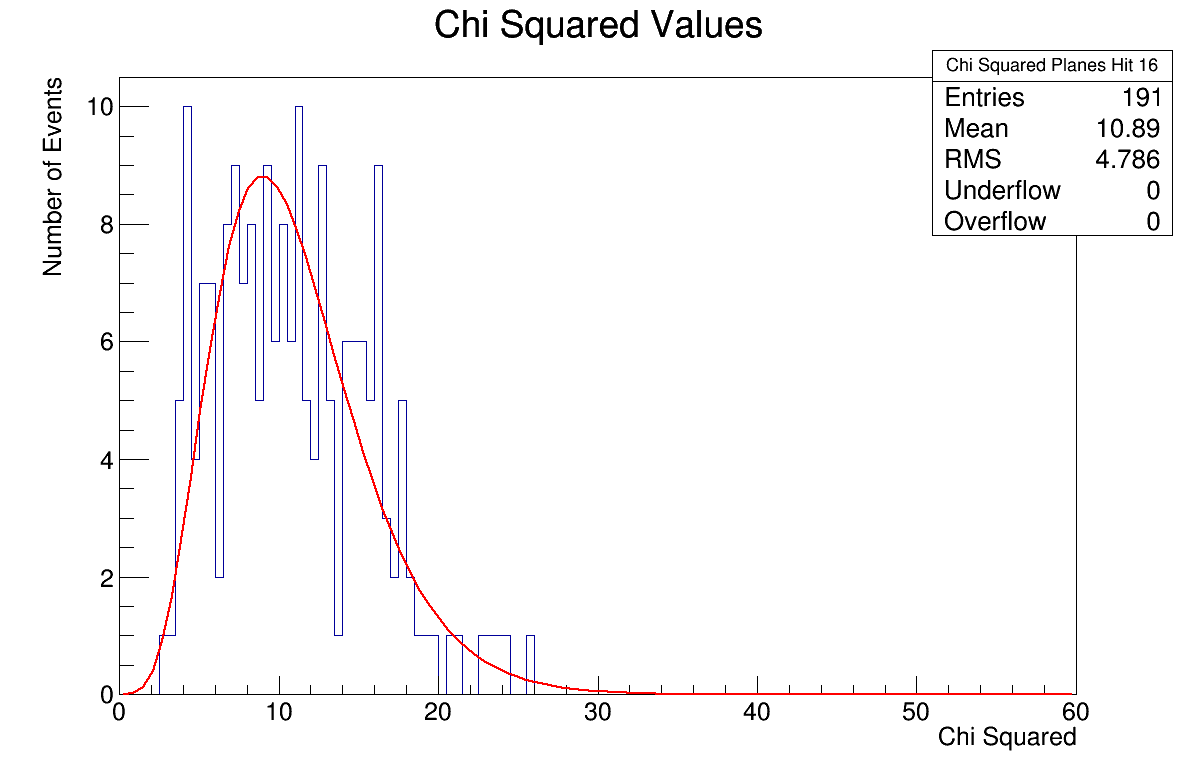 Chi Squared Values
Chi Squared Planes Hit 16
Entries 191
Mean 10.89
RMS 4.786
Underflow 0
Overflow 0
Number of Events
10
8
6
4
2
0
0 10 20 30 40 50 60
Chi Squared